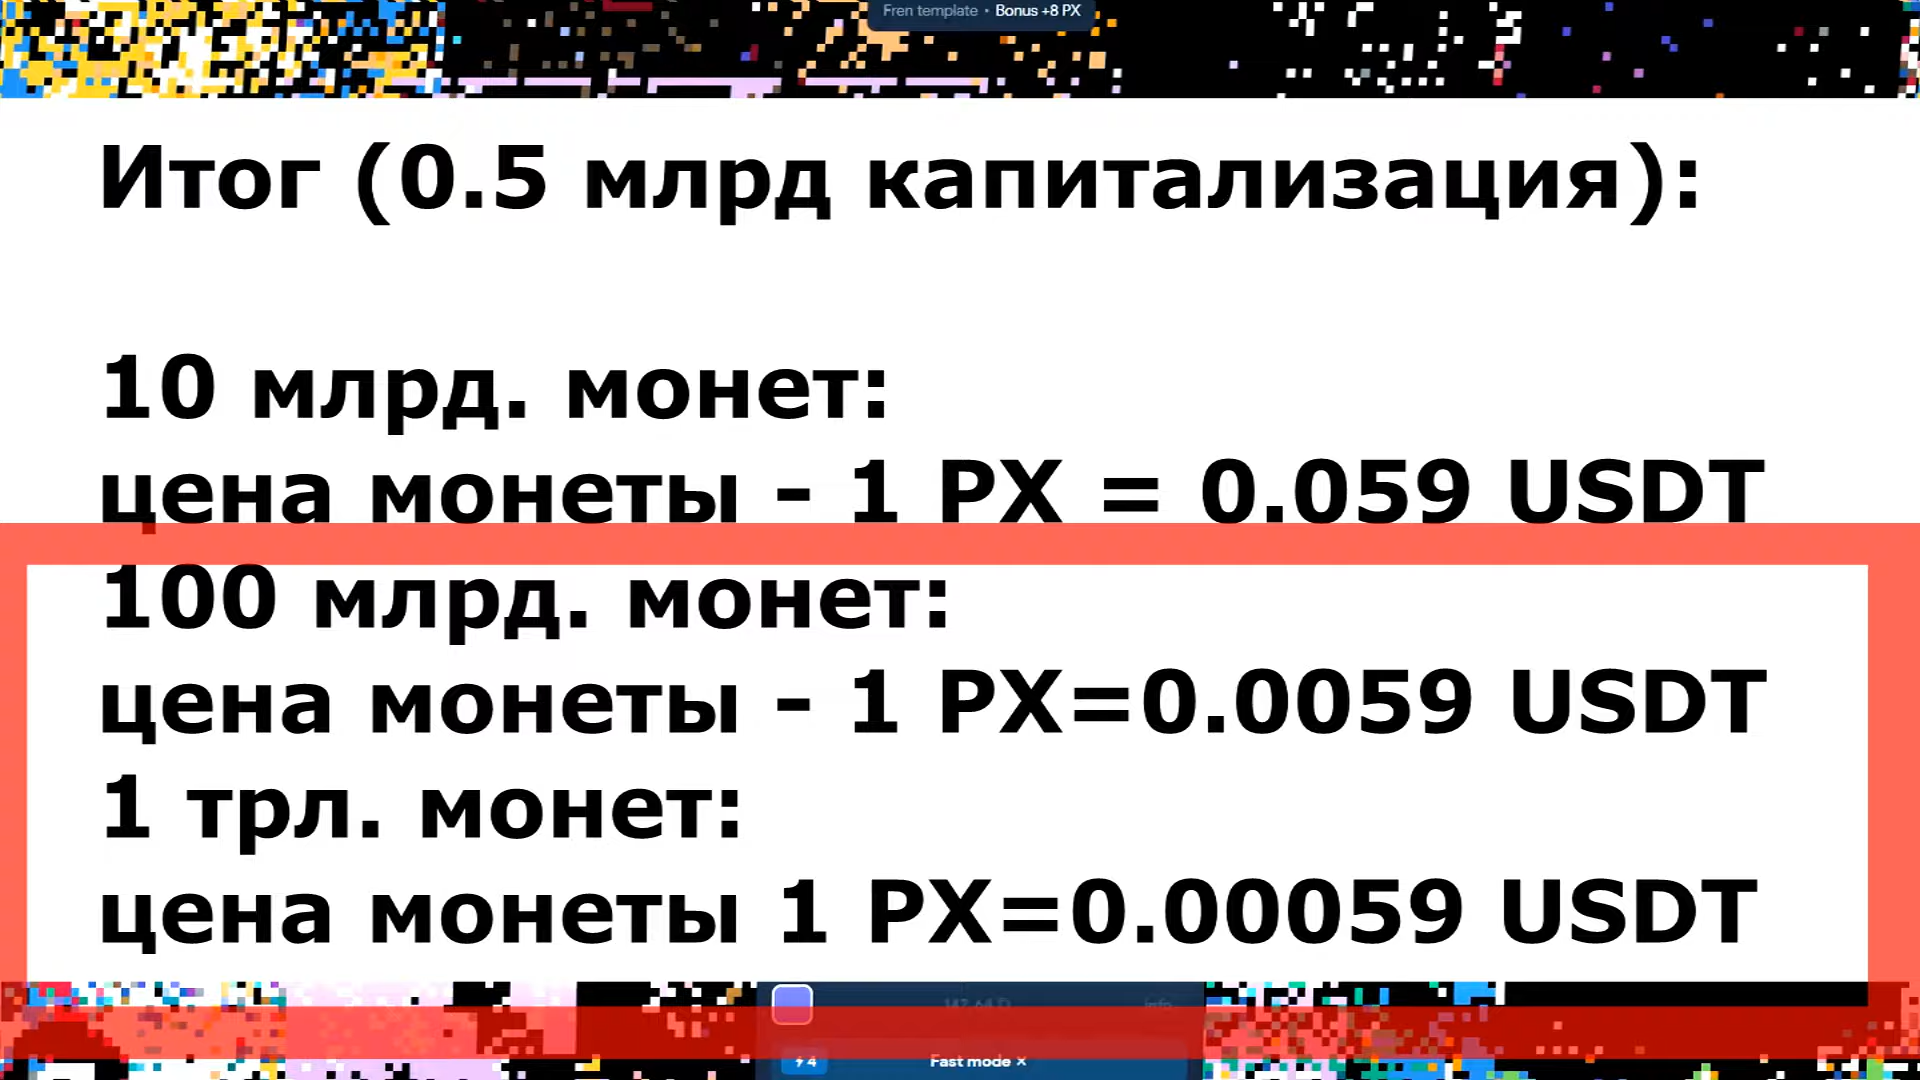 Fren template • Bonus +8 PX
Итог (0.5 млрд капитализация):
10 млрд. монет:
цена монеты - 1 PX = 0.059 USDT
100 млрд. монет:
цена монеты - 1 PX=0.0059 USDT
1 трл. монет:
цена монеты 1 PX=0.00059 USDT
4
Fast mode ×